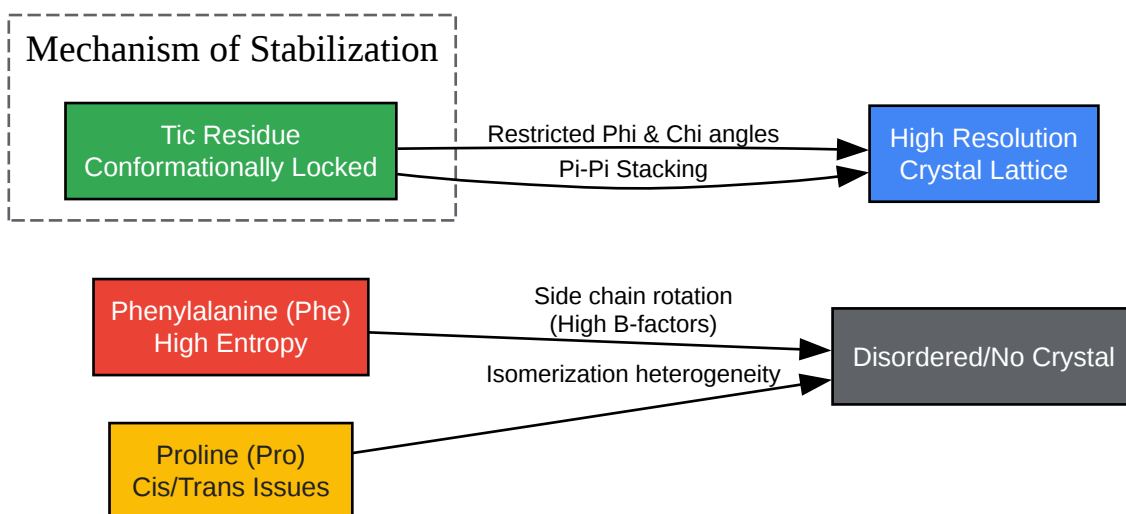 Mechanism of Stabilization
Tic Residue
Conformationally Locked
Restricted Phi & Chi angles
Pi-Pi Stacking
High Resolution
Crystal Lattice
Phenylalanine (Phe)
High Entropy
Side chain rotation
(High B-factors)
Isomerization heterogeneity
Disordered/No Crystal
Proline (Pro)
Cis/Trans Issues